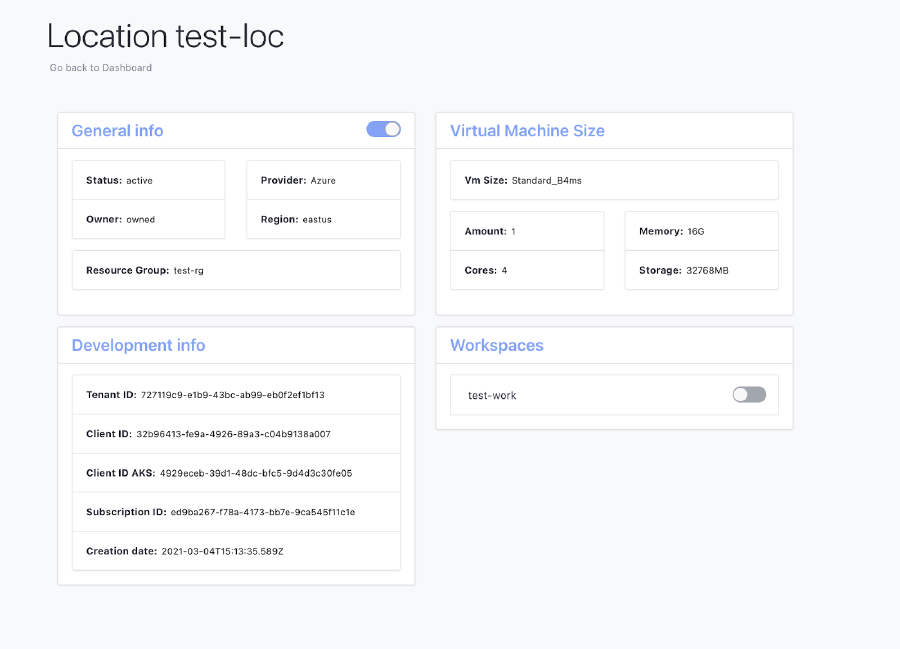 Location test-loc
Go back to Dashboard
General info
Status: active
Provider: Azure
Owner: owned
Region: eastus
Resource Group: test-rg
Virtual Machine Size
Vm Size: Standard_B4ms
Amount: 1
Memory: 16G
Cores: 4
Storage: 32768MB
Development info
Tenant ID: 727119c9-e1b9-43bc-ab99-eb0f2ef1bf13
Client ID: 32b96413-fe9a-4926-89a3-c04b9138a007
Client ID AKS: 4929eceb-39d1-48dc-bfc5-9d4d3c30fe05
Subscription ID: ed9ba267-f78a-4173-bb7e-9ca545f11c1e
Creation date: 2021-03-04T15:13:35.589Z
Workspaces
test-work